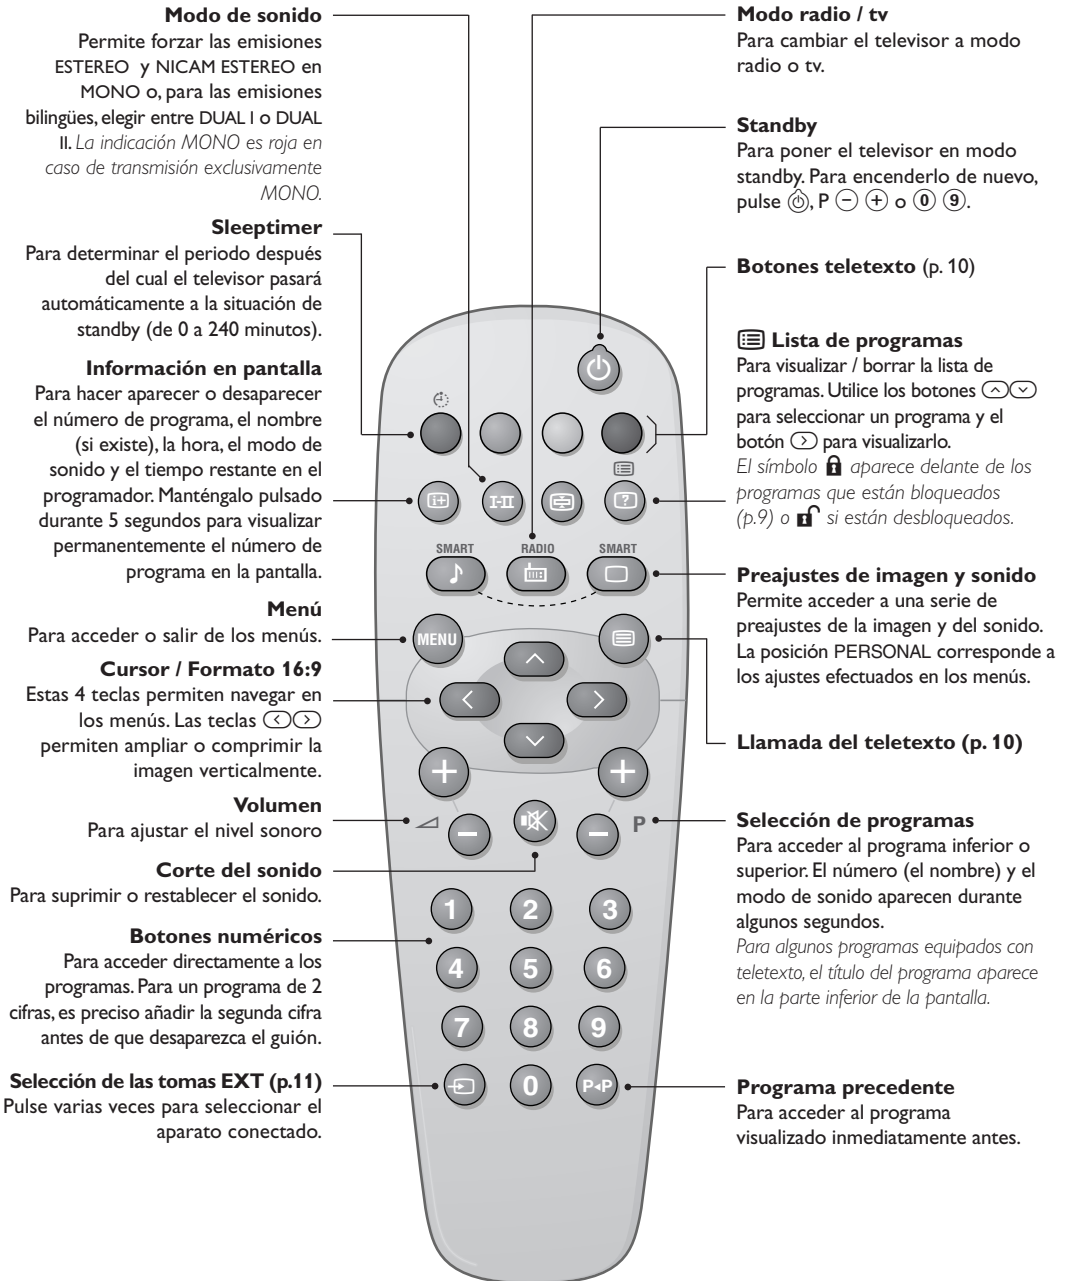 Modo de sonido
Permite forzar las emisiones
ESTEREO y NICAM ESTEREO en
MONO o, para las emisiones
bilingües, elegir entre DUAL I o DUAL
II. La indicación MONO es roja en
caso de transmisión exclusivamente
MONO.
Sleeptimer
Para determinar el periodo después
del cual el televisor pasará
automáticamente a la situación de
standby (de 0 a 240 minutos).
Información en pantalla
Para hacer aparecer o desaparecer
el número de programa, el nombre
(si existe), la hora, el modo de
sonido y el tiempo restante en el
programador. Manténgalo pulsado
durante 5 segundos para visualizar
permanentemente el número de
programa en la pantalla.
Menú
Para acceder o salir de los menús.
Cursor / Formato 16:9
Estas 4 teclas permiten navegar en
los menús. Las teclas < >
permiten ampliar o comprimir la
imagen verticalmente.
Volumen
Para ajustar el nivel sonoro
Corte del sonido
Para suprimir o restablecer el sonido.
Botones numéricos
Para acceder directamente a los
programas. Para un programa de 2
cifras, es preciso añadir la segunda cifra
antes de que desaparezca el guión.
Selección de las tomas EXT (p.11)
Pulse varias veces para seleccionar el
aparato conectado.
i+ I-II ?
SMART RADIO SMART
MENU
+ +
- - P
1 2 3
4 5 6
7 8 9
0 P◂P
Modo radio / tv
Para cambiar el televisor a modo
radio o tv.
Standby
Para poner el televisor en modo
standby. Para encenderlo de nuevo,
pulse ⏻, P - + o 0 9.
Botones teletexto (p. 10)
Lista de programas
Para visualizar / borrar la lista de
programas. Utilice los botones ^ v
para seleccionar un programa y el
botón > para visualizarlo.
El símbolo 🔒 aparece delante de los
programas que están bloqueados
(p.9) o 🔓 si están desbloqueados.
Preajustes de imagen y sonido
Permite acceder a una serie de
preajustes de la imagen y del sonido.
La posición PERSONAL corresponde a
los ajustes efectuados en los menús.
Llamada del teletexto (p. 10)
Selección de programas
Para acceder al programa inferior o
superior. El número (el nombre) y el
modo de sonido aparecen durante
algunos segundos.
Para algunos programas equipados con
teletexto, el título del programa aparece
en la parte inferior de la pantalla.
Programa precedente
Para acceder al programa
visualizado inmediatamente antes.